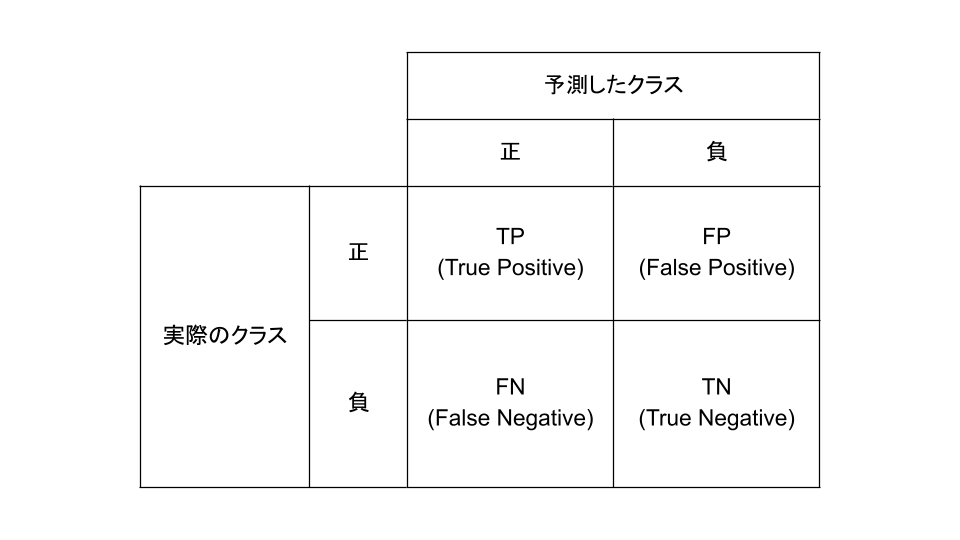 予測したクラス
正
負
実際のクラス
正
TP
(True Positive)
FP
(False Positive)
負
FN
(False Negative)
TN
(True Negative)